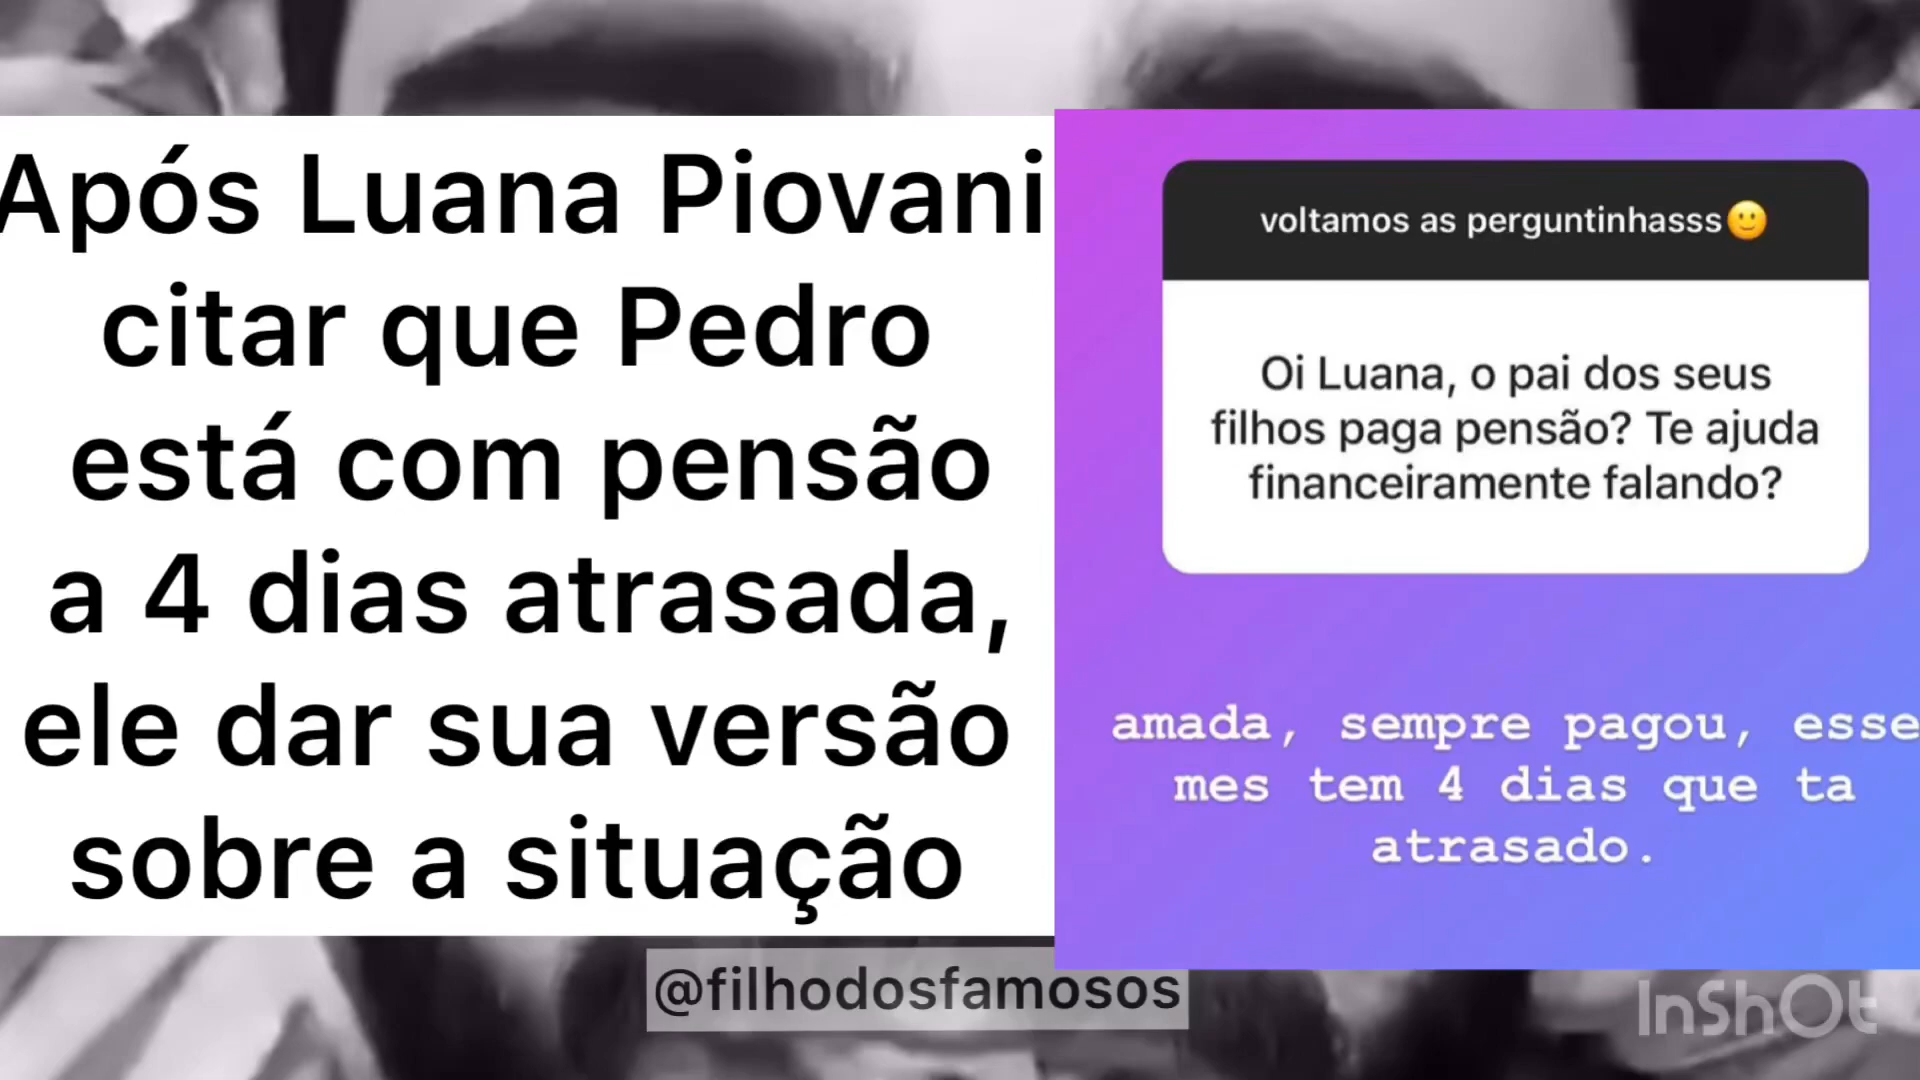 Após Luana Piovani
citar que Pedro
está com pensão
a 4 dias atrasada,
ele dar sua versão
sobre a situação
voltamos as perguntinhasss🙂
Oi Luana, o pai dos seus
filhos paga pensão? Te ajuda
financeiramente falando?
amada, sempre pagou, esse
mes tem 4 dias que ta
atrasado.
@filhodosfamosos
InShOt